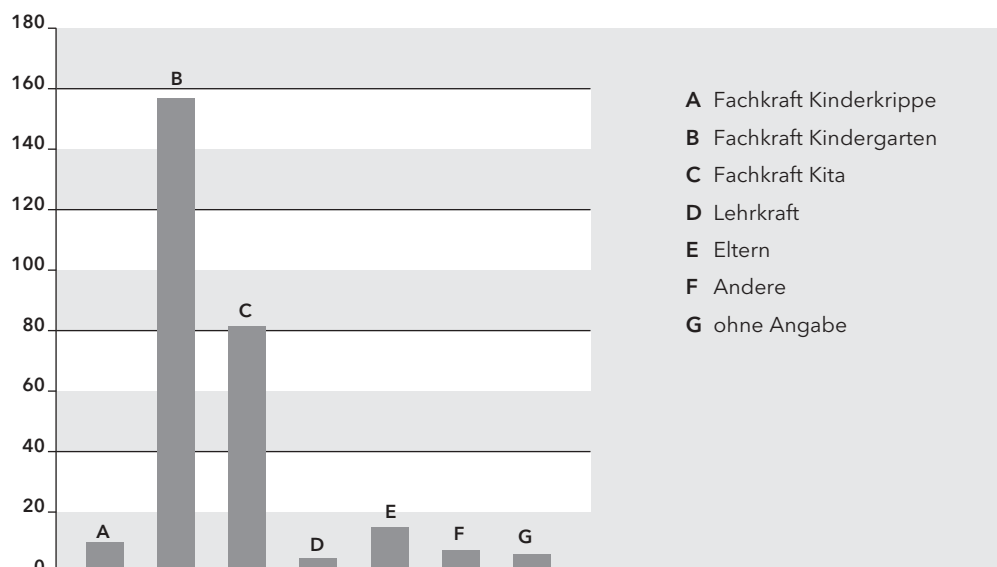 180
160
140
120
100
80
60
40
20
0
A
B
C
D
E
F
G
A Fachkraft Kinderkrippe
B Fachkraft Kindergarten
C Fachkraft Kita
D Lehrkraft
E Eltern
F Andere
G ohne Angabe